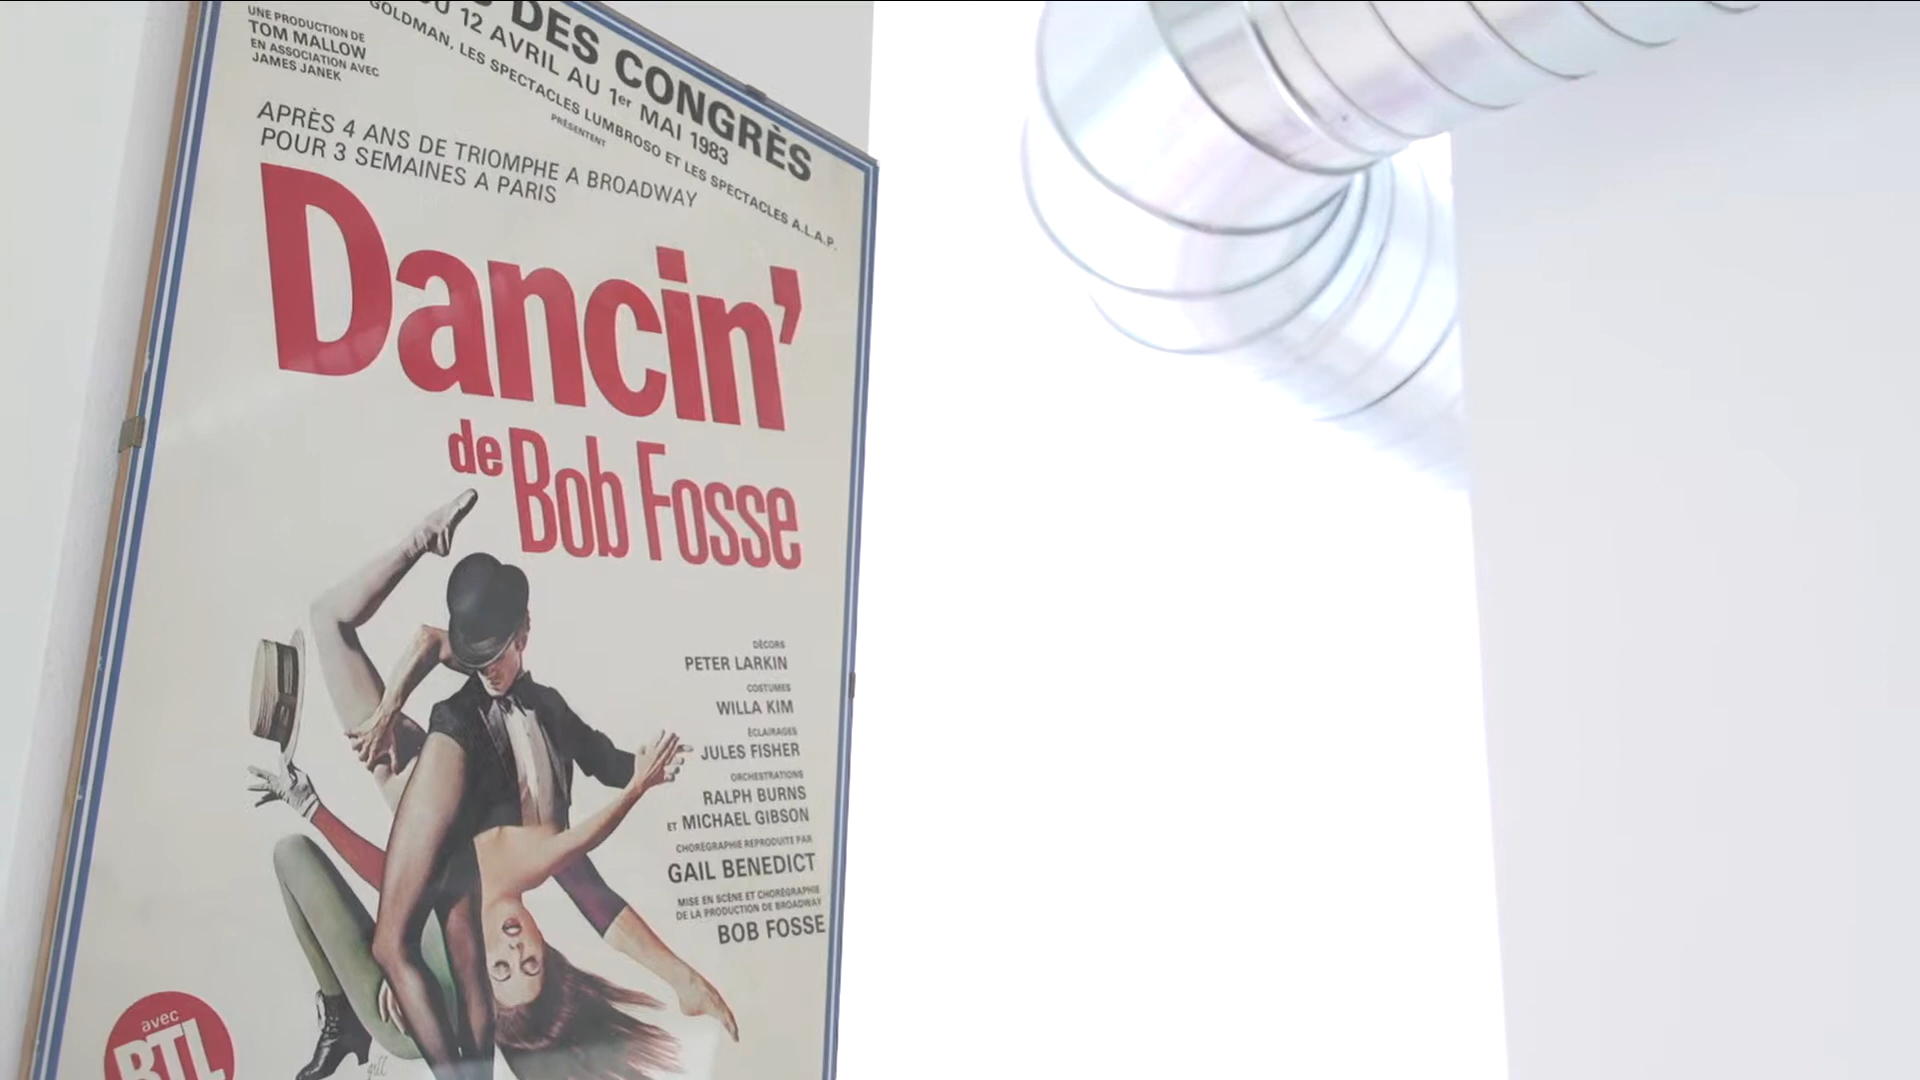 DES CONGRÈS
DU 12 AVRIL AU 1er MAI 1983
GOLDMAN, LES SPECTACLES LUMBROSO ET LES SPECTACLES A.L.A.P.
PRÉSENTENT
UNE PRODUCTION DE
TOM MALLOW
EN ASSOCIATION AVEC
JAMES JANEK
APRÈS 4 ANS DE TRIOMPHE A BROADWAY
POUR 3 SEMAINES A PARIS
Dancin'
de Bob Fosse
DÉCORS
PETER LARKIN
COSTUMES
WILLA KIM
ÉCLAIRAGES
JULES FISHER
ORCHESTRATIONS
RALPH BURNS
ET MICHAEL GIBSON
CHORÉGRAPHIE REPRODUITE PAR
GAIL BENEDICT
MISE EN SCÈNE ET CHORÉGRAPHIE
DE LA PRODUCTION DE BROADWAY
BOB FOSSE
avec
RTL